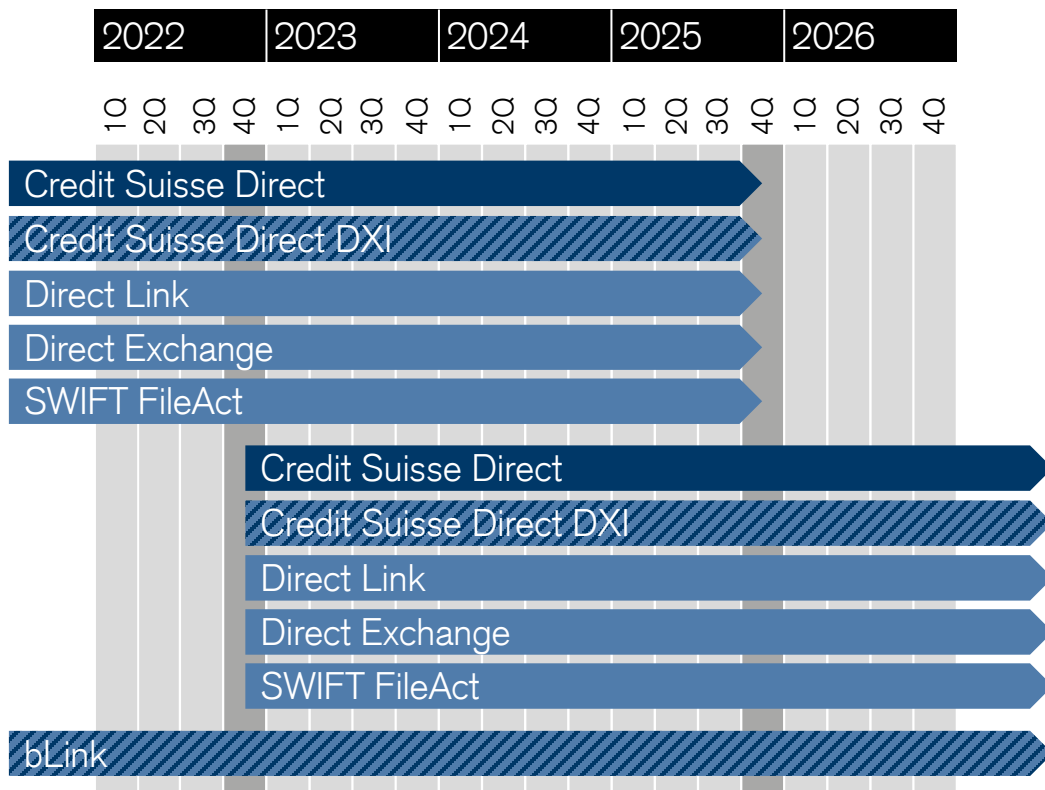 2022 2023 2024 2025 2026
1Q 2Q 3Q 4Q 1Q 2Q 3Q 4Q 1Q 2Q 3Q 4Q 1Q 2Q 3Q 4Q 1Q 2Q 3Q 4Q
Credit Suisse Direct
Credit Suisse Direct DXI
Direct Link
Direct Exchange
SWIFT FileAct
Credit Suisse Direct
Credit Suisse Direct DXI
Direct Link
Direct Exchange
SWIFT FileAct
bLink